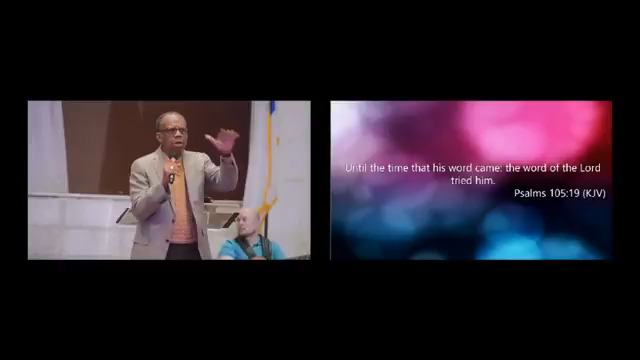 Until the time that his word came: the word of the Lord
tried him.
Psalms 105:19 (KJV)